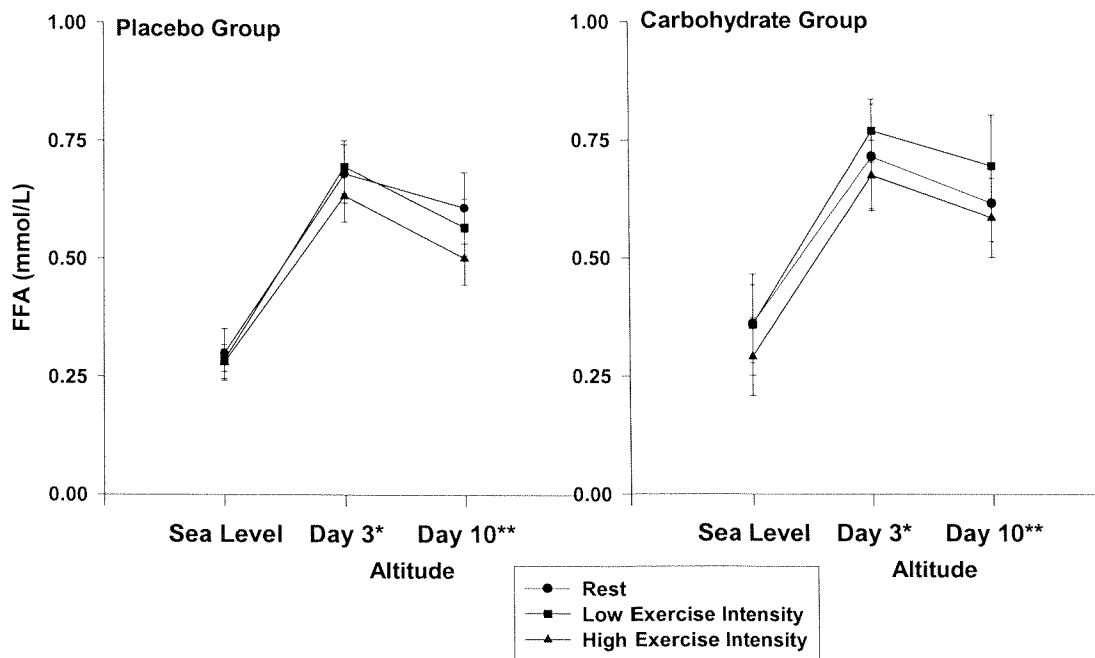 Placebo Group
Carbohydrate Group
FFA (mmol/L)
1.00
0.75
0.50
0.25
0.00
1.00
0.75
0.50
0.25
0.00
Sea Level Day 3* Day 10**
Altitude
Sea Level Day 3* Day 10**
Altitude
Rest
Low Exercise Intensity
High Exercise Intensity